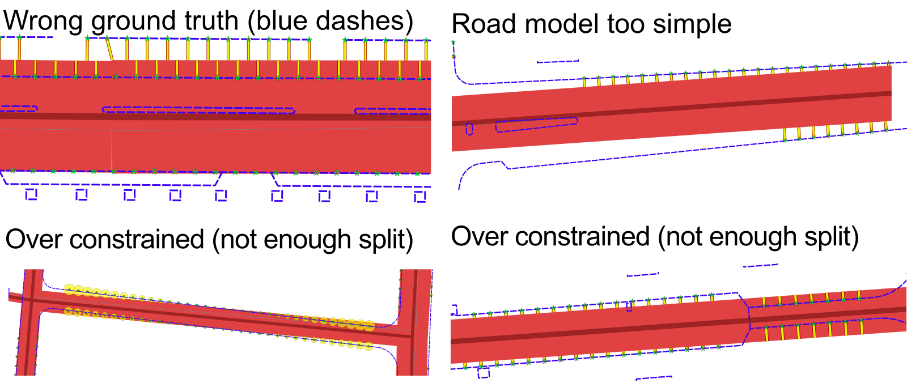 Wrong ground truth (blue dashes)
Road model too simple
Over constrained (not enough split)
Over constrained (not enough split)